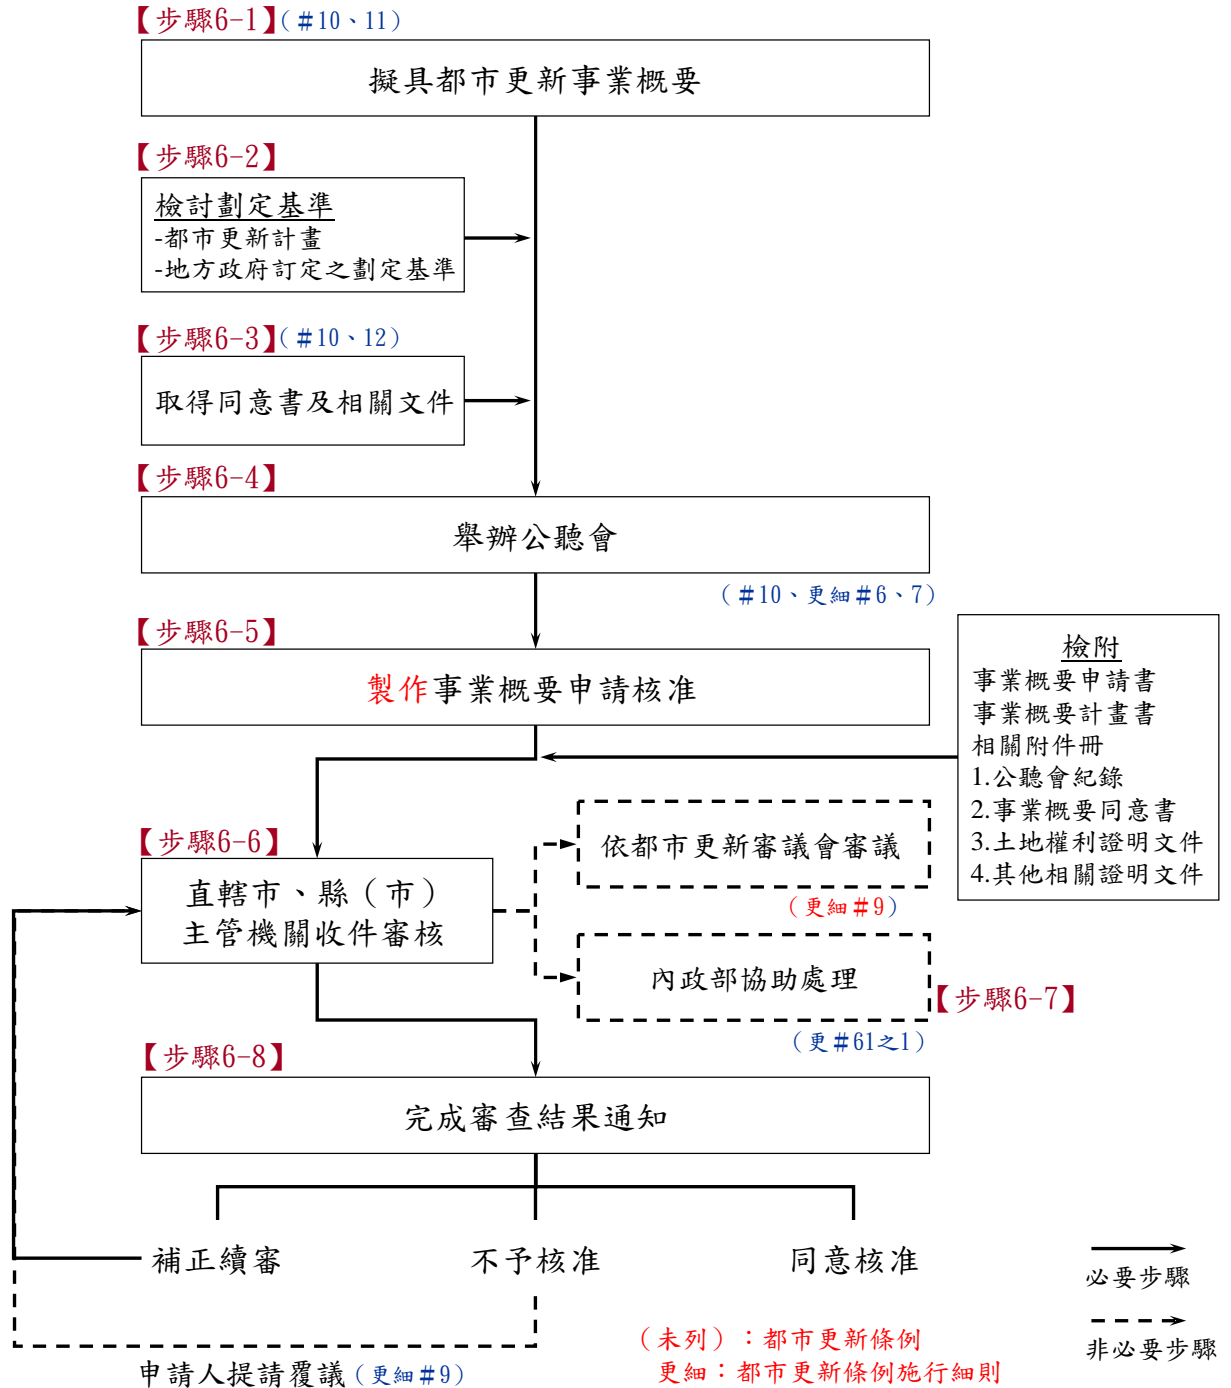 【步驟6-1】(#10、11)
擬具都市更新事業概要
【步驟6-2】
檢討劃定基準
-都市更新計畫
-地方政府訂定之劃定基準
【步驟6-3】(#10、12)
取得同意書及相關文件
【步驟6-4】
舉辦公聽會
(#10、更細#6、7)
【步驟6-5】
製作事業概要申請核准
檢附
事業概要申請書
事業概要計畫書
相關附件冊
1.公聽會紀錄
2.事業概要同意書
3.土地權利證明文件
4.其他相關證明文件
【步驟6-6】
直轄市、縣（市）
主管機關收件審核
依都市更新審議會審議
(更細#9)
內政部協助處理
【步驟6-7】
(更#61之1)
【步驟6-8】
完成審查結果通知
補正續審
不予核准
同意核准
申請人提請覆議(更細#9)
必要步驟
非必要步驟
（未列）：都市更新條例
更細：都市更新條例施行細則